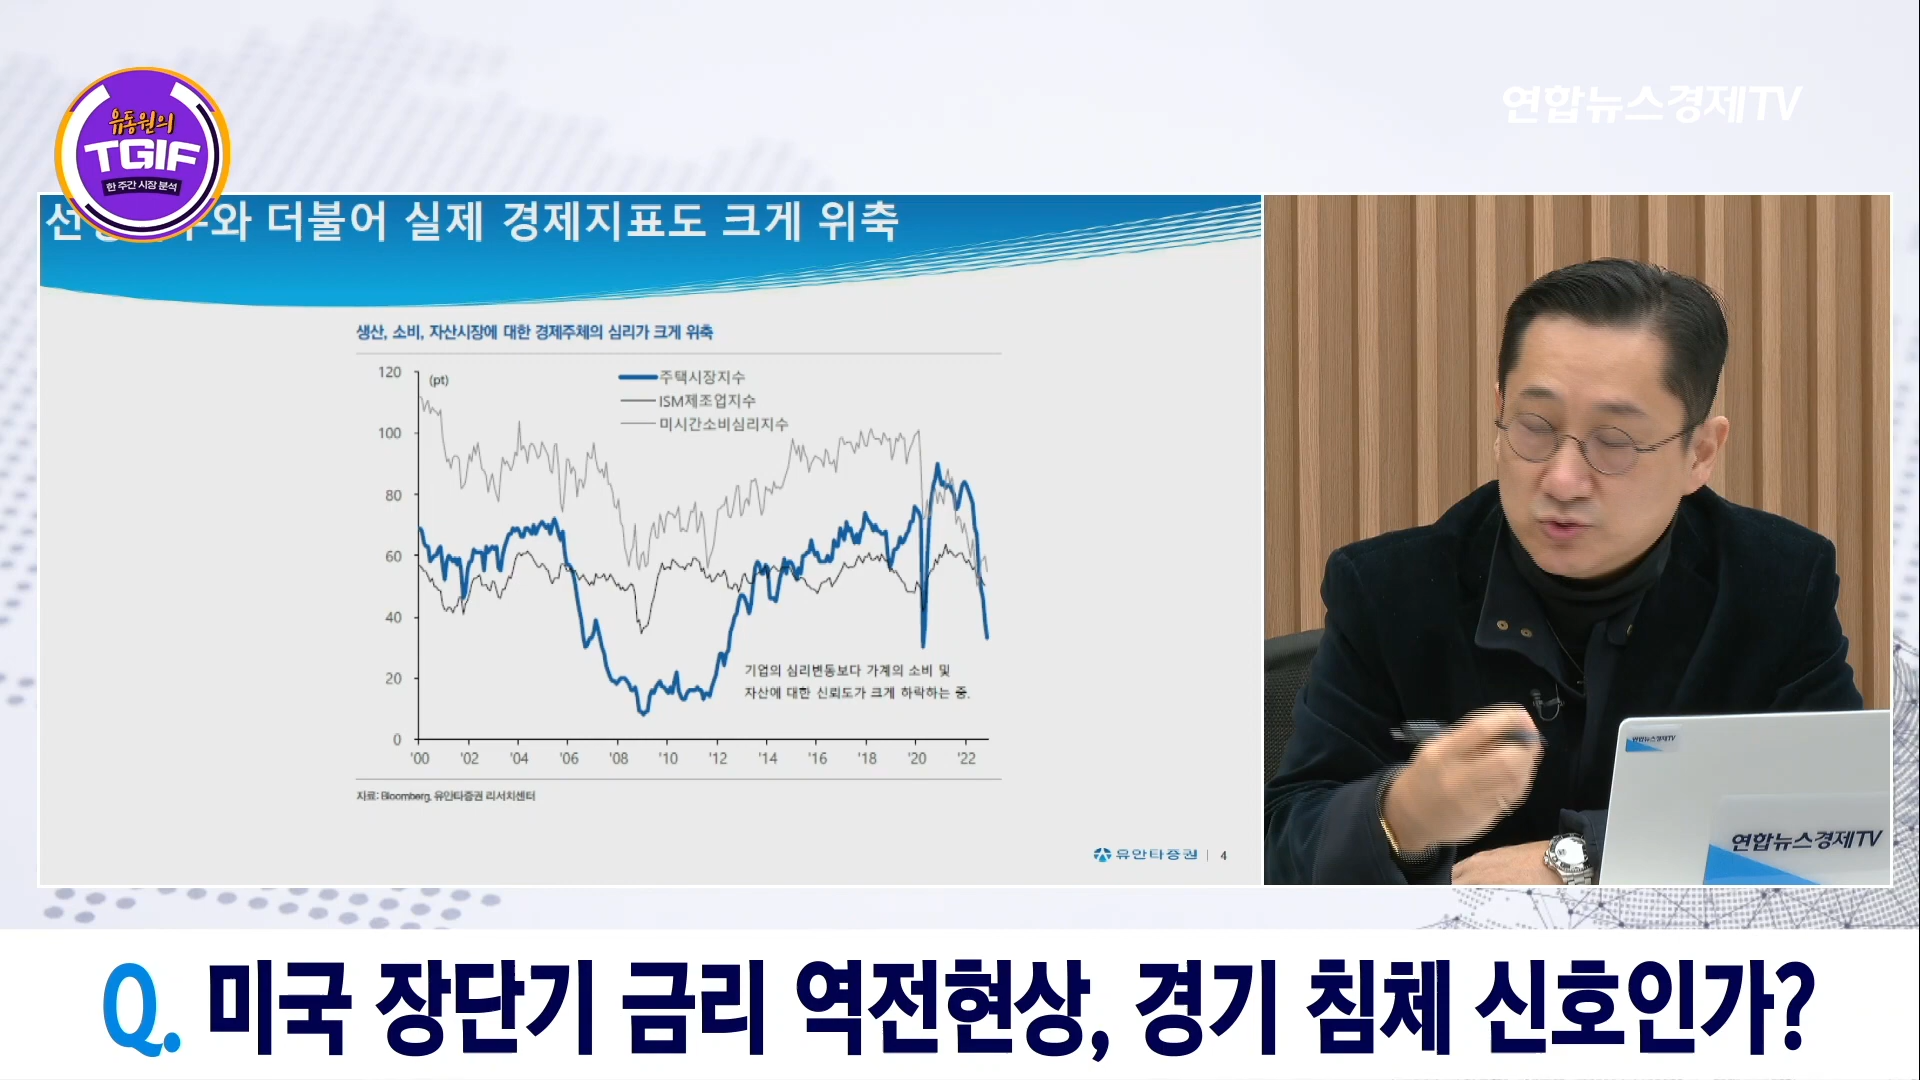 유동원의
TGIF
한 주간 시장 분석
연합뉴스경제TV
와 더불어 실제 경제지표도 크게 위축
생산, 소비, 자산시장에 대한 경제주체의 심리가 크게 위축
(pt)
주택시장지수
ISM제조업지수
미시간소비심리지수
120
100
80
60
40
20
0
기업의 심리변동보다 가계의 소비 및
자산에 대한 신뢰도가 크게 하락하는 중.
'00 '02 '04 '06 '08 '10 '12 '14 '16 '18 '20 '22
자료: Bloomberg, 유안타증권 리서치센터
유안타증권 | 4
연합뉴스경제TV
연합뉴스경제TV
Q. 미국 장단기 금리 역전현상, 경기 침체 신호인가?